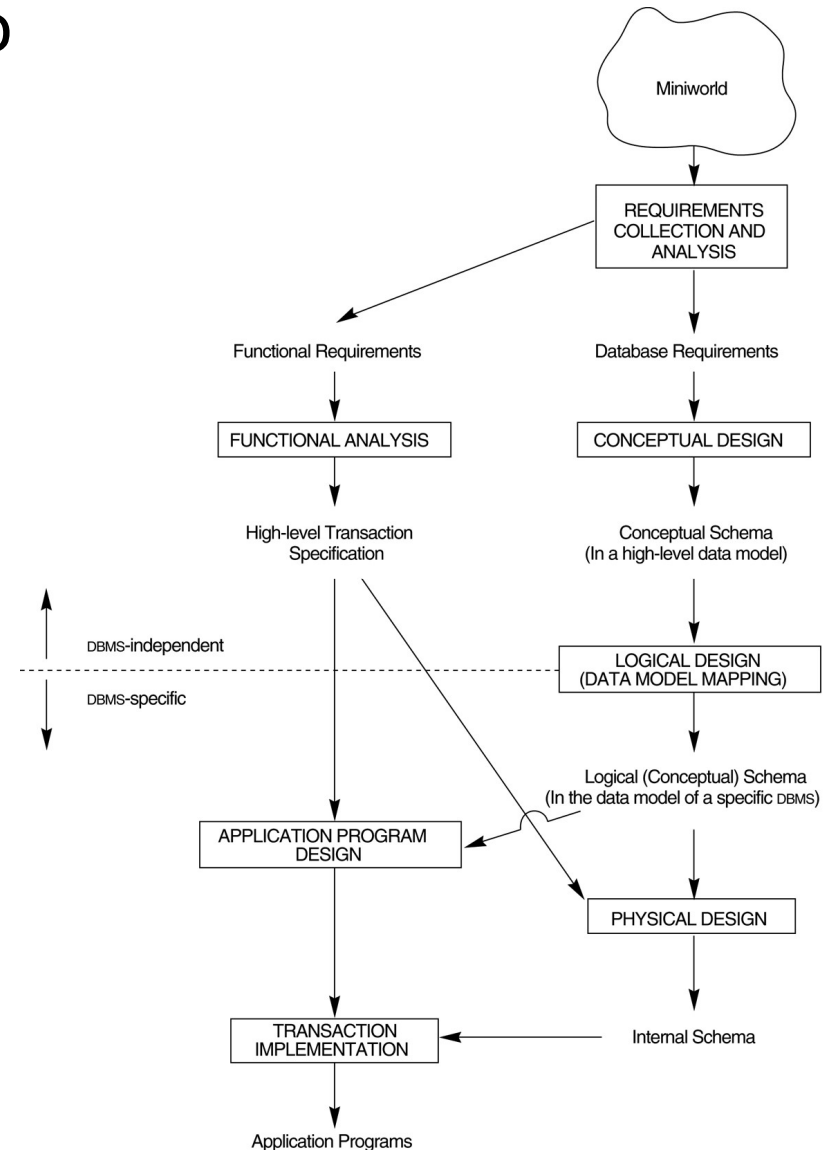 Miniworld
REQUIREMENTS
COLLECTION AND
ANALYSIS
Functional Requirements
Database Requirements
FUNCTIONAL ANALYSIS
CONCEPTUAL DESIGN
High-level Transaction
Specification
Conceptual Schema
(In a high-level data model)
DBMS-independent
LOGICAL DESIGN
(DATA MODEL MAPPING)
DBMS-specific
Logical (Conceptual) Schema
(In the data model of a specific DBMS)
APPLICATION PROGRAM
DESIGN
PHYSICAL DESIGN
TRANSACTION
IMPLEMENTATION
Internal Schema
Application Programs